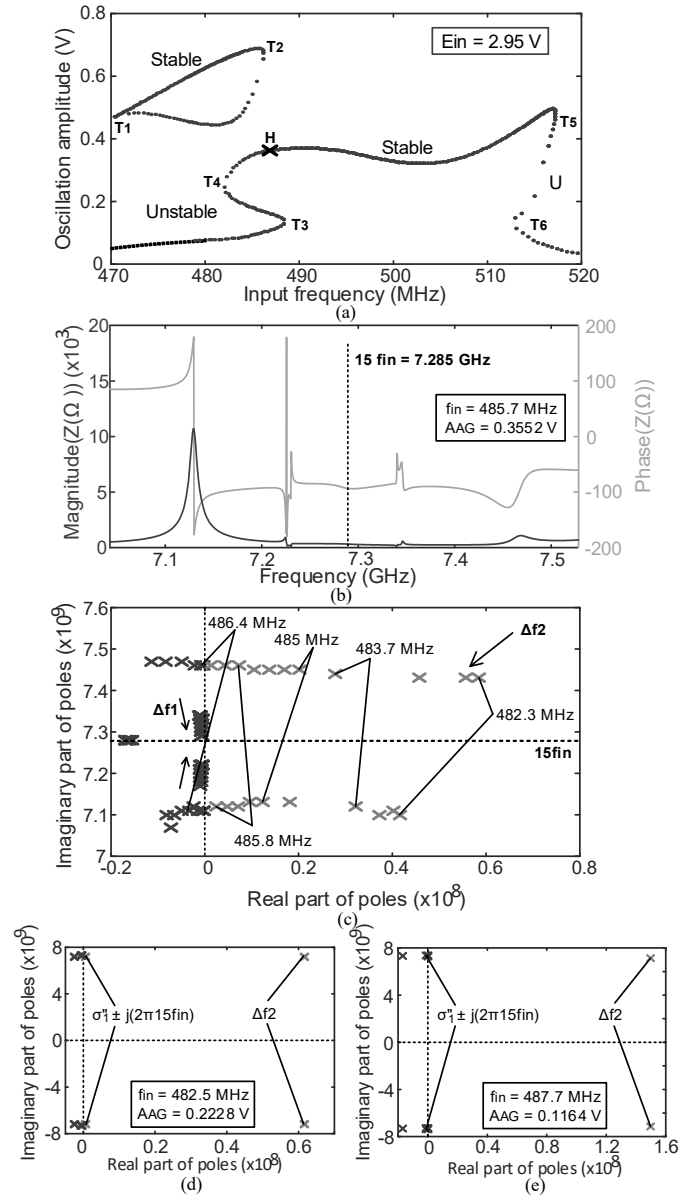 Oscillation amplitude (V)
0.8
0.6
0.4
0.2
0
Ein = 2.95 V
Stable
T2
T1
H
Stable
T5
T4
U
Unstable
T3
T6
470 480 490 500 510 520
Input frequency (MHz)
(a)
Magnitude(Z(Ω)) (x10³)
20
15
10
5
0
200
100
0
-100
-200
Phase(Z(Ω))
15 fin = 7.285 GHz
fin = 485.7 MHz
AAG = 0.3552 V
7.1 7.2 7.3 7.4 7.5
Frequency (GHz)
(b)
Imaginary part of poles (x10⁹)
7.6
7.5
7.4
7.3
7.2
7.1
7
486.4 MHz
485 MHz
483.7 MHz
Δf2
Δf1
482.3MHz
15fin
485.8 MHz
-0.2 0 0.2 0.4 0.6 0.8
Real part of poles (x10⁸)
(c)
Imaginary part of poles (x10⁹)
8
4
0
-4
-8
σ"i ± j(2π15fin)
Δf2
fin = 482.5 MHz
AAG = 0.2228 V
0 0.2 0.4 0.6
Real part of poles (x10⁸)
(d)
Imaginary part of poles (x10⁹)
8
4
0
-4
-8
σ"i ± j(2π15fin)
Δf2
fin = 487.7 MHz
AAG = 0.1164 V
0 0.4 0.8 1.2 1.6
Real part of poles (x10⁸)
(e)